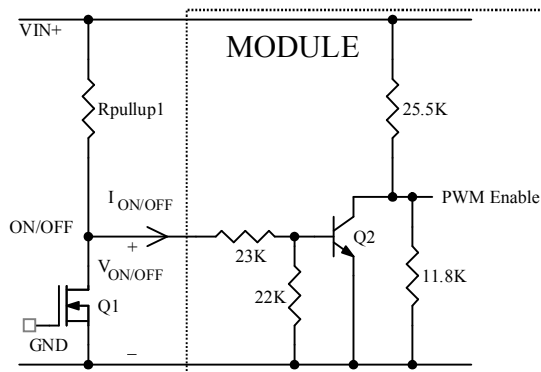 VIN+
MODULE
Rpullup1
25.5K
I ON/OFF
PWM Enable
ON/OFF
+
Q2
23K
V ON/OFF
22K
11.8K
Q1
GND
_